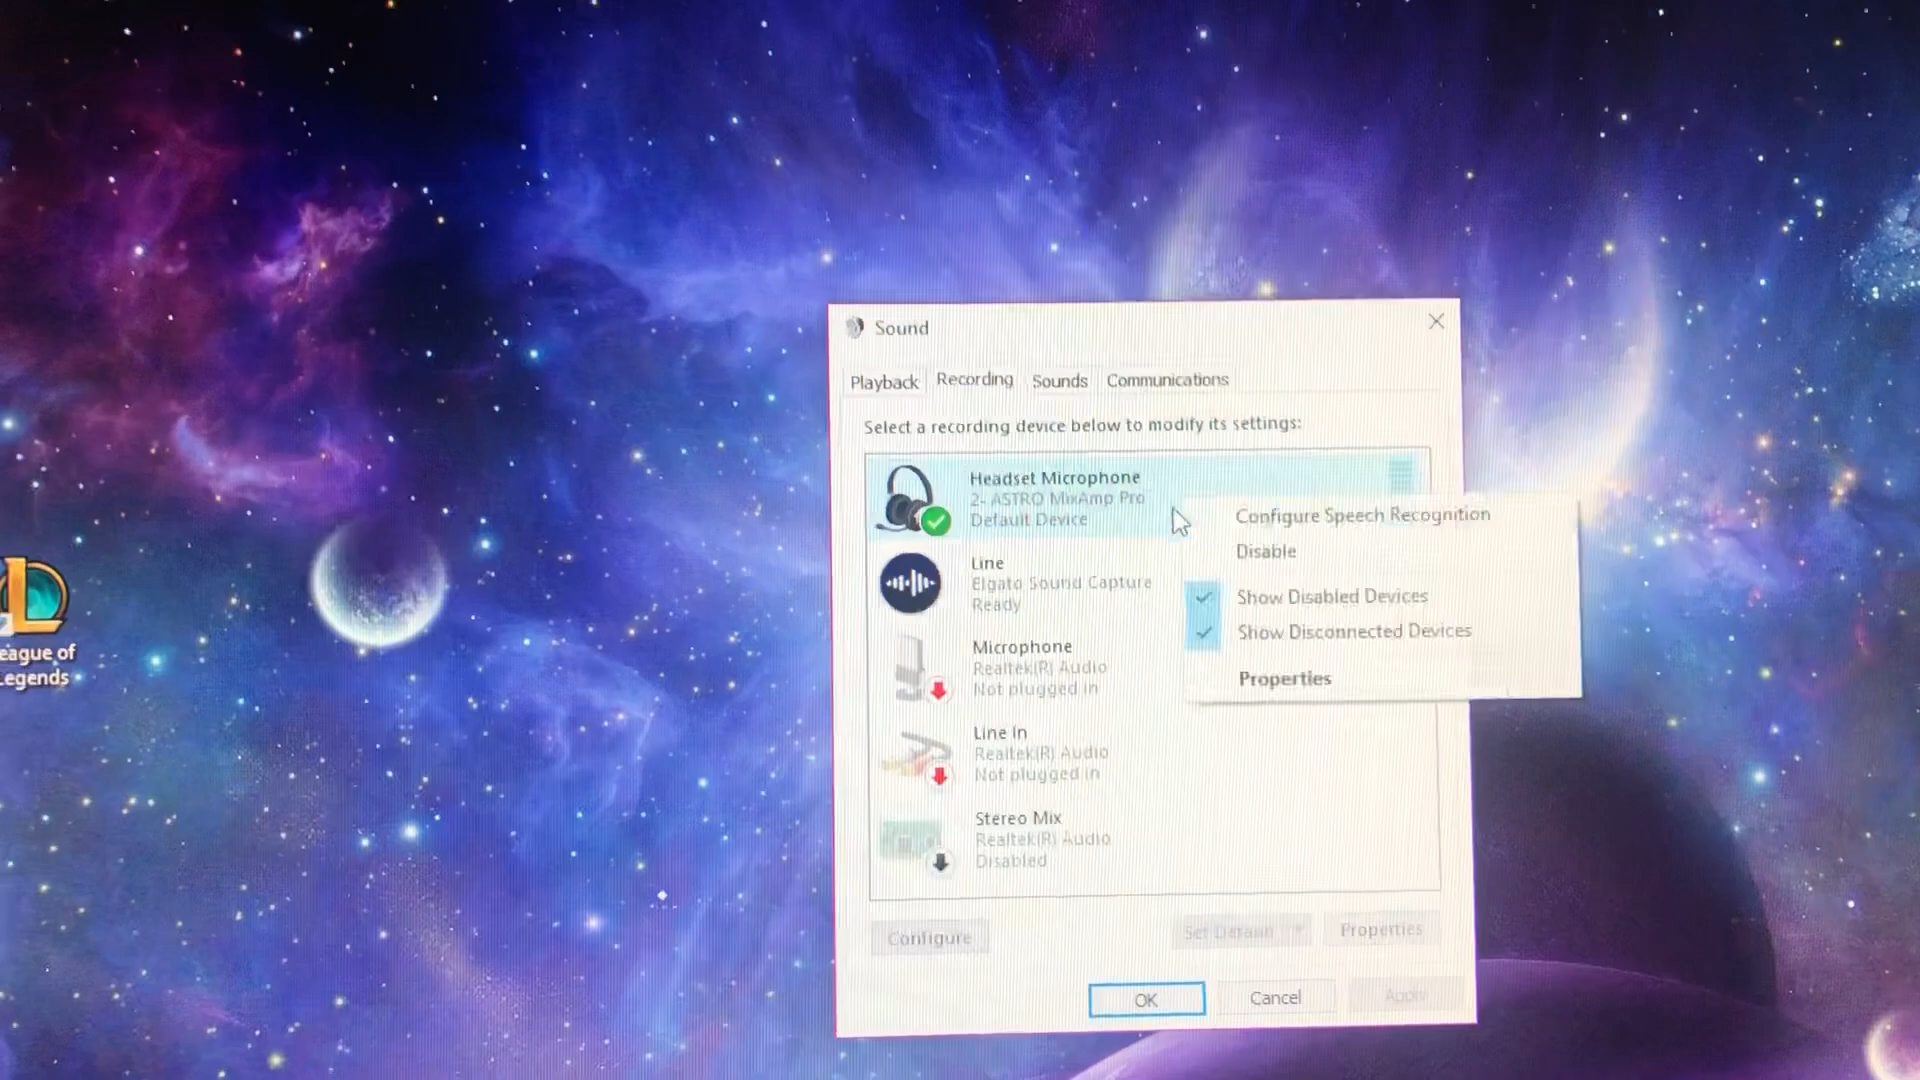 Sound
Playback
Recording
Sounds
Communications
Select a recording device below to modify its settings:
Headset Microphone
2- ASTRO MixAmp Pro
Default Device
Line
Elgato Sound Capture
Ready
Microphone
Realtek(R) Audio
Not plugged in
Line In
Realtek(R) Audio
Not plugged in
Stereo Mix
Realtek(R) Audio
Disabled
Configure Speech Recognition
Disable
Show Disabled Devices
Show Disconnected Devices
Properties
Configure
Set Default
Properties
OK
Cancel
Apply
eague of
Legends